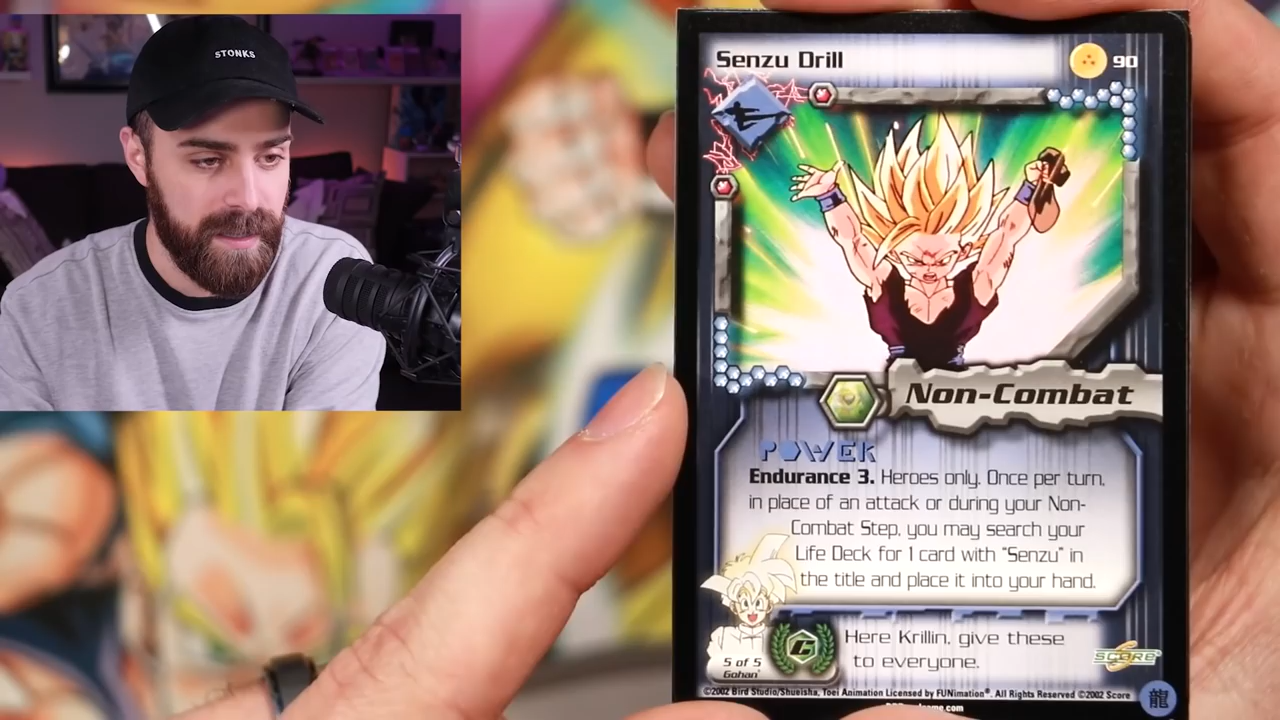 STONKS
Senzu Drill
90
Non-Combat
POWER
Endurance 3. Heroes only. Once per turn,
in place of an attack or during your Non-
Combat Step, you may search your
Life Deck for 1 card with "Senzu" in
the title and place it into your hand.
Here Krillin, give these
to everyone.
5 of 5
Gohan
G
SCORE
©2002 Bird Studio/Shueisha, Toei Animation Licensed by FUNimation®. All Rights Reserved ©2002 Score
龍